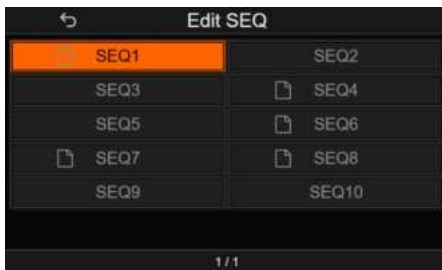 Edit SEQ
SEQ1 SEQ2
SEQ3 SEQ4
SEQ5 SEQ6
SEQ7 SEQ8
SEQ9 SEQ10
1 / 1